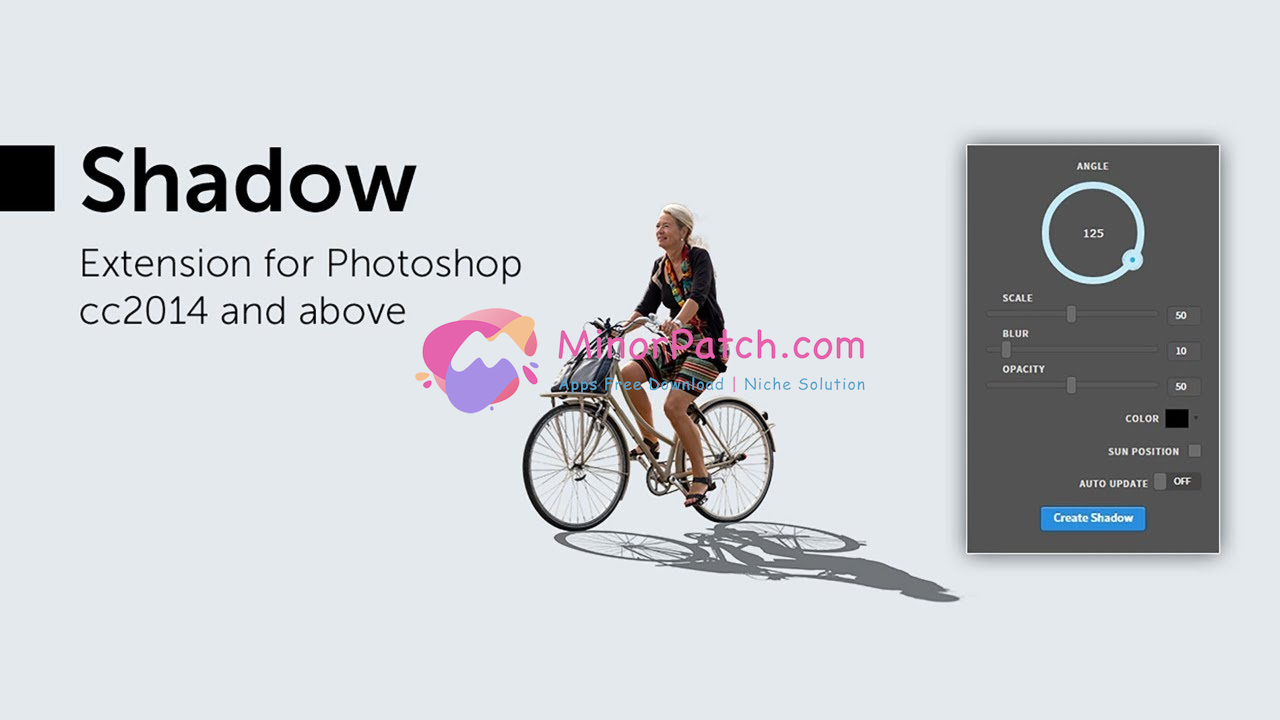 Shadow
Extension for Photoshop
cc2014 and above
MinorPatch.com
Apps Free Download | Niche Solution
ANGLE
125
SCALE
50
BLUR
10
OPACITY
50
COLOR
SUN POSITION
AUTO UPDATE OFF
Create Shadow